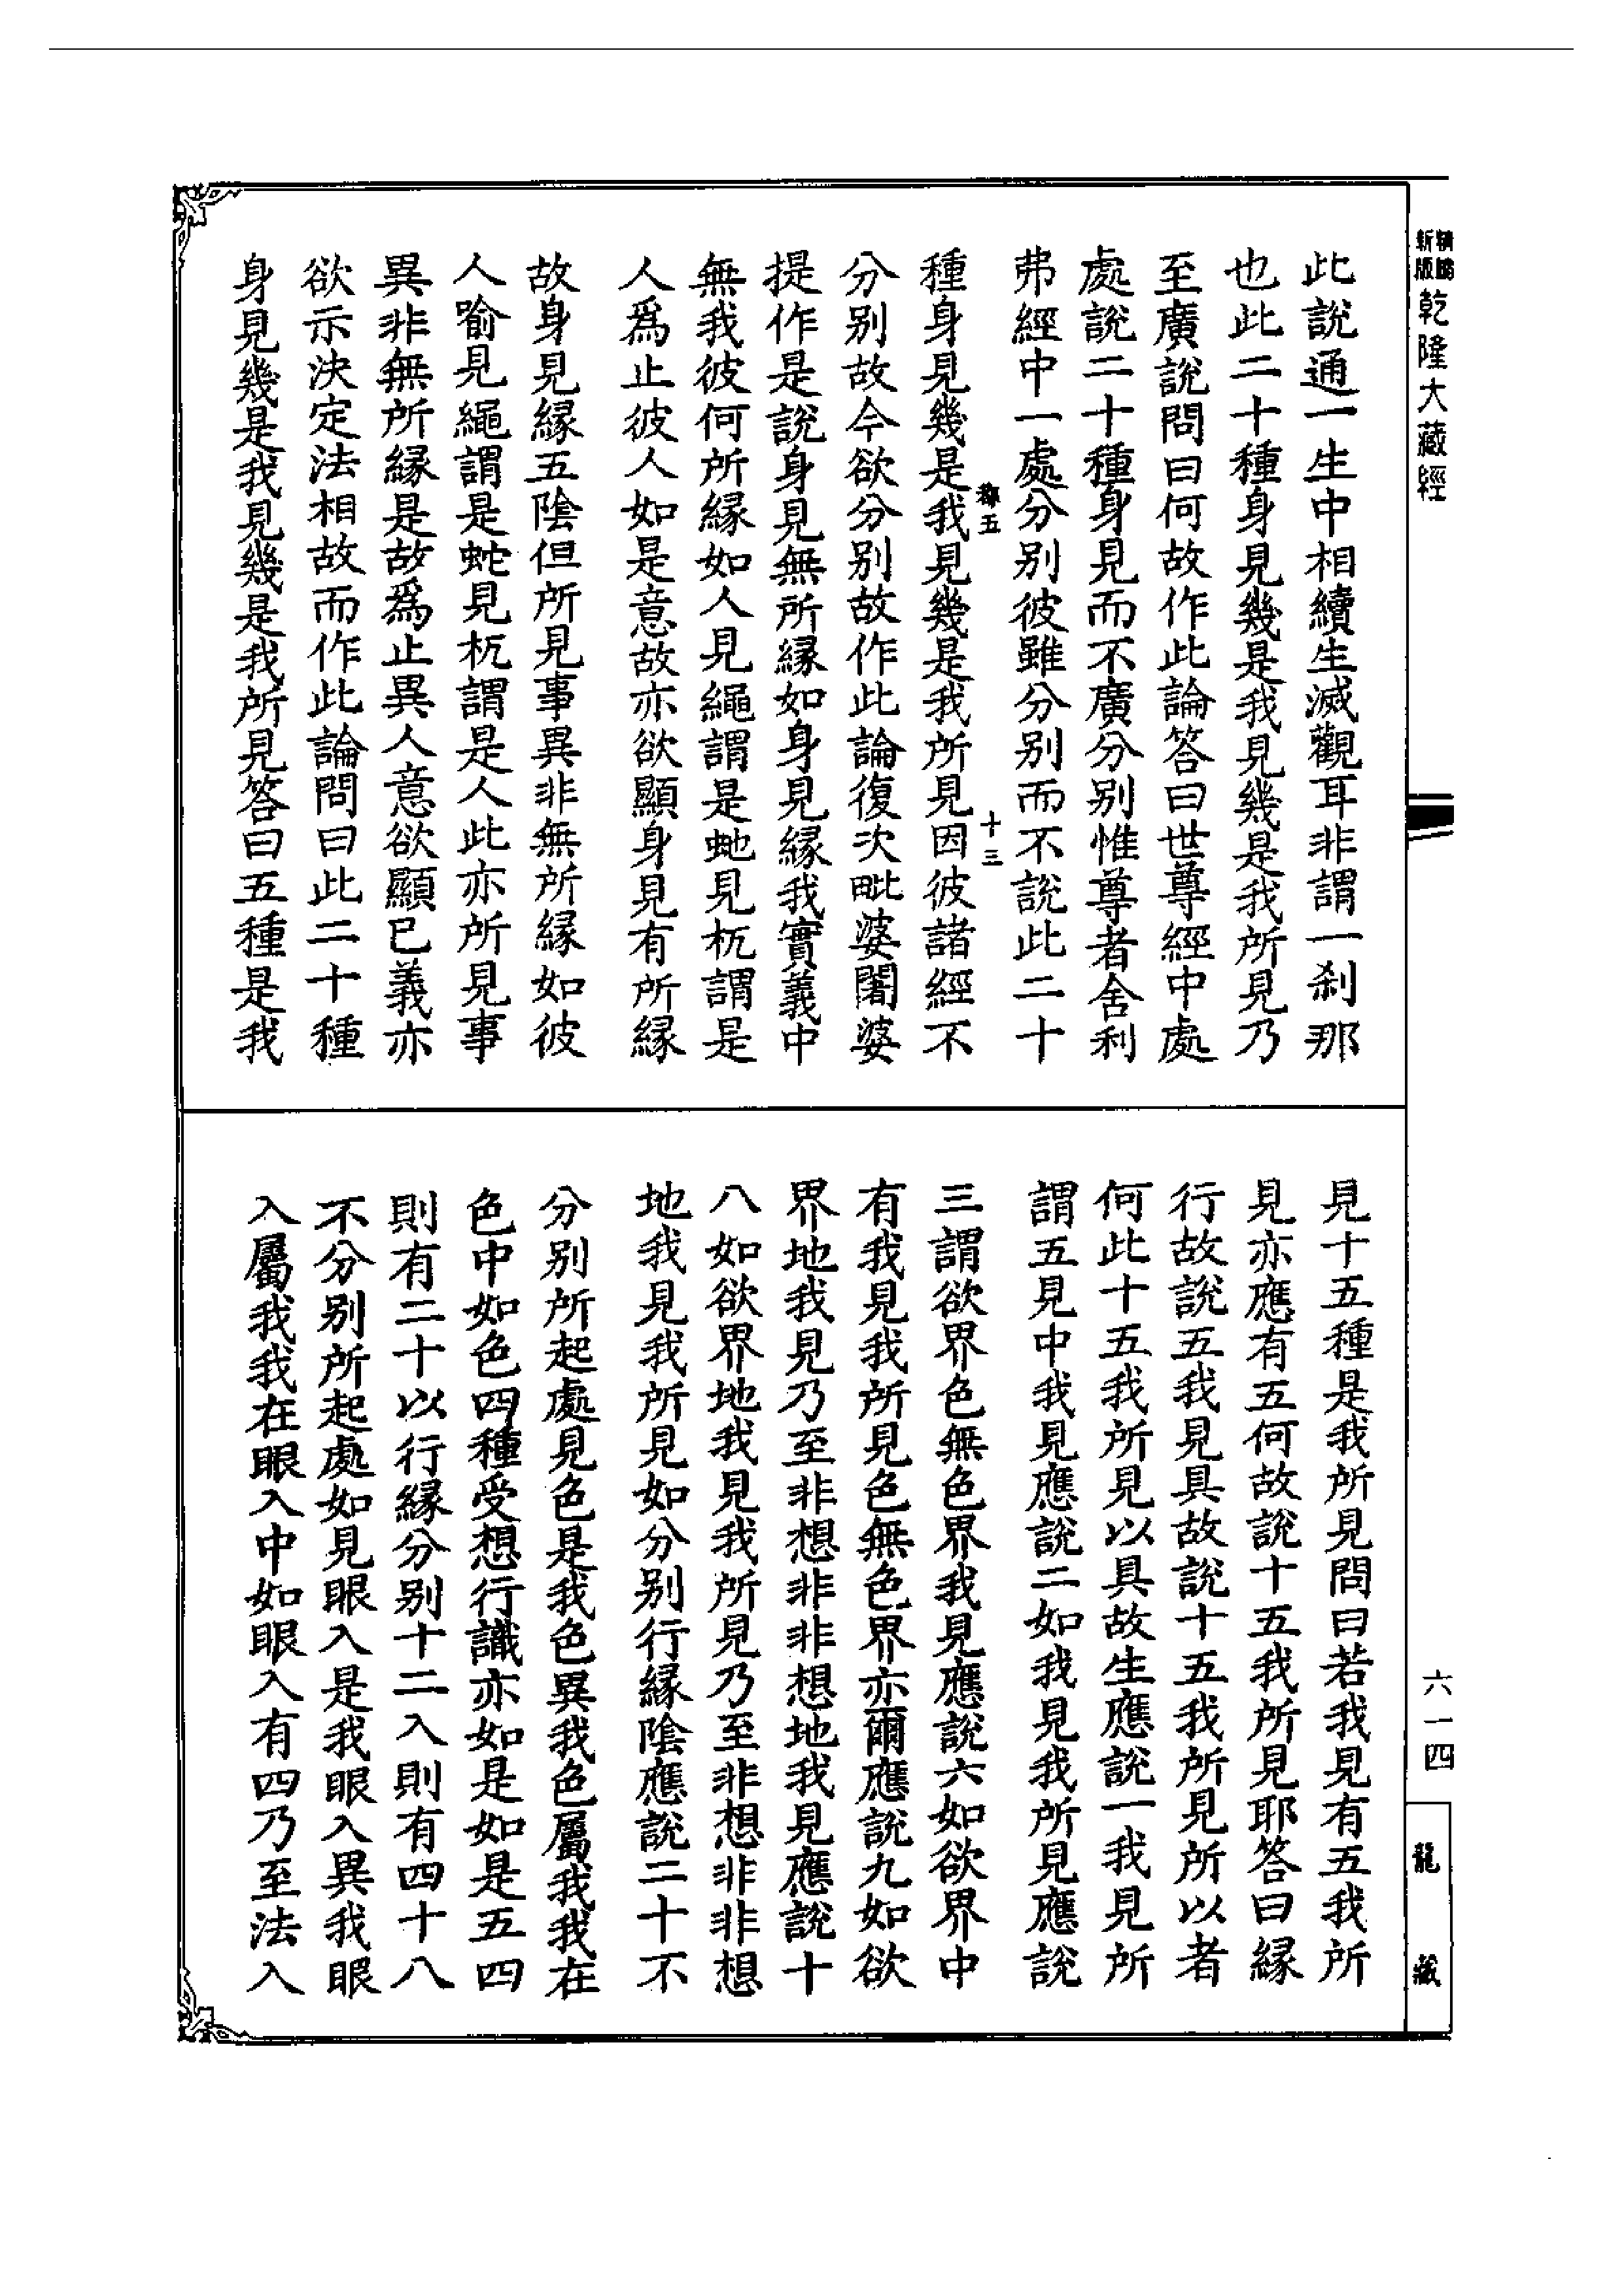 新版
精縮
乾隆大藏經
六一四
龍藏
此說通一生中相續生滅觀耳非謂一剎那
也此二十種身見幾是我見幾是我所見乃
至廣說問曰何故作此論答曰世尊經中處
處說二十種身見而不廣分別惟尊者舍利
弗經中一處分別彼雖分別而不說此二十
種身見幾是我見幾是我所見因彼諸經不
五
十三
分別故今欲分別故作此論復次毗婆闍婆
提作是說身見無所緣如身見緣我實義中
無我彼何所緣如人見繩謂是虵見杌謂是
人爲止彼人如是意故亦欲顯身見有所緣
故身見緣五陰但所見事異非無所緣如彼
人喻見繩謂是蛇見杌謂是人此亦所見事
異非無所緣是故爲止異人意欲顯已義亦
欲示決定法相故而作此論問曰此二十種
身見幾是我見幾是我所見答曰五種是我
見十五種是我所見問曰若我見有五我所
見亦應有五何故說十五我所見耶答曰緣
行故說五我見具故說十五我所見所以者
何此十五我所見以具故生應說一我見所
謂五見中我見應說二如我見我所見應說
三謂欲界色無色界我見應說六如欲界中
有我見我所見色無色界亦爾應說九如欲
界地我見乃至非想非非想地我見應說十
八如欲界地我見我所見乃至非想非非想
地我見我所見如分別行緣陰應說二十不
分別所起處見色是我色異我色屬我我在
色中如色四種受想行識亦如是如是五四
則有二十以行緣分別十二入則有四十八
不分別所起處如見眼入是我眼入異我眼
入屬我我在眼入中如眼入有四乃至法入